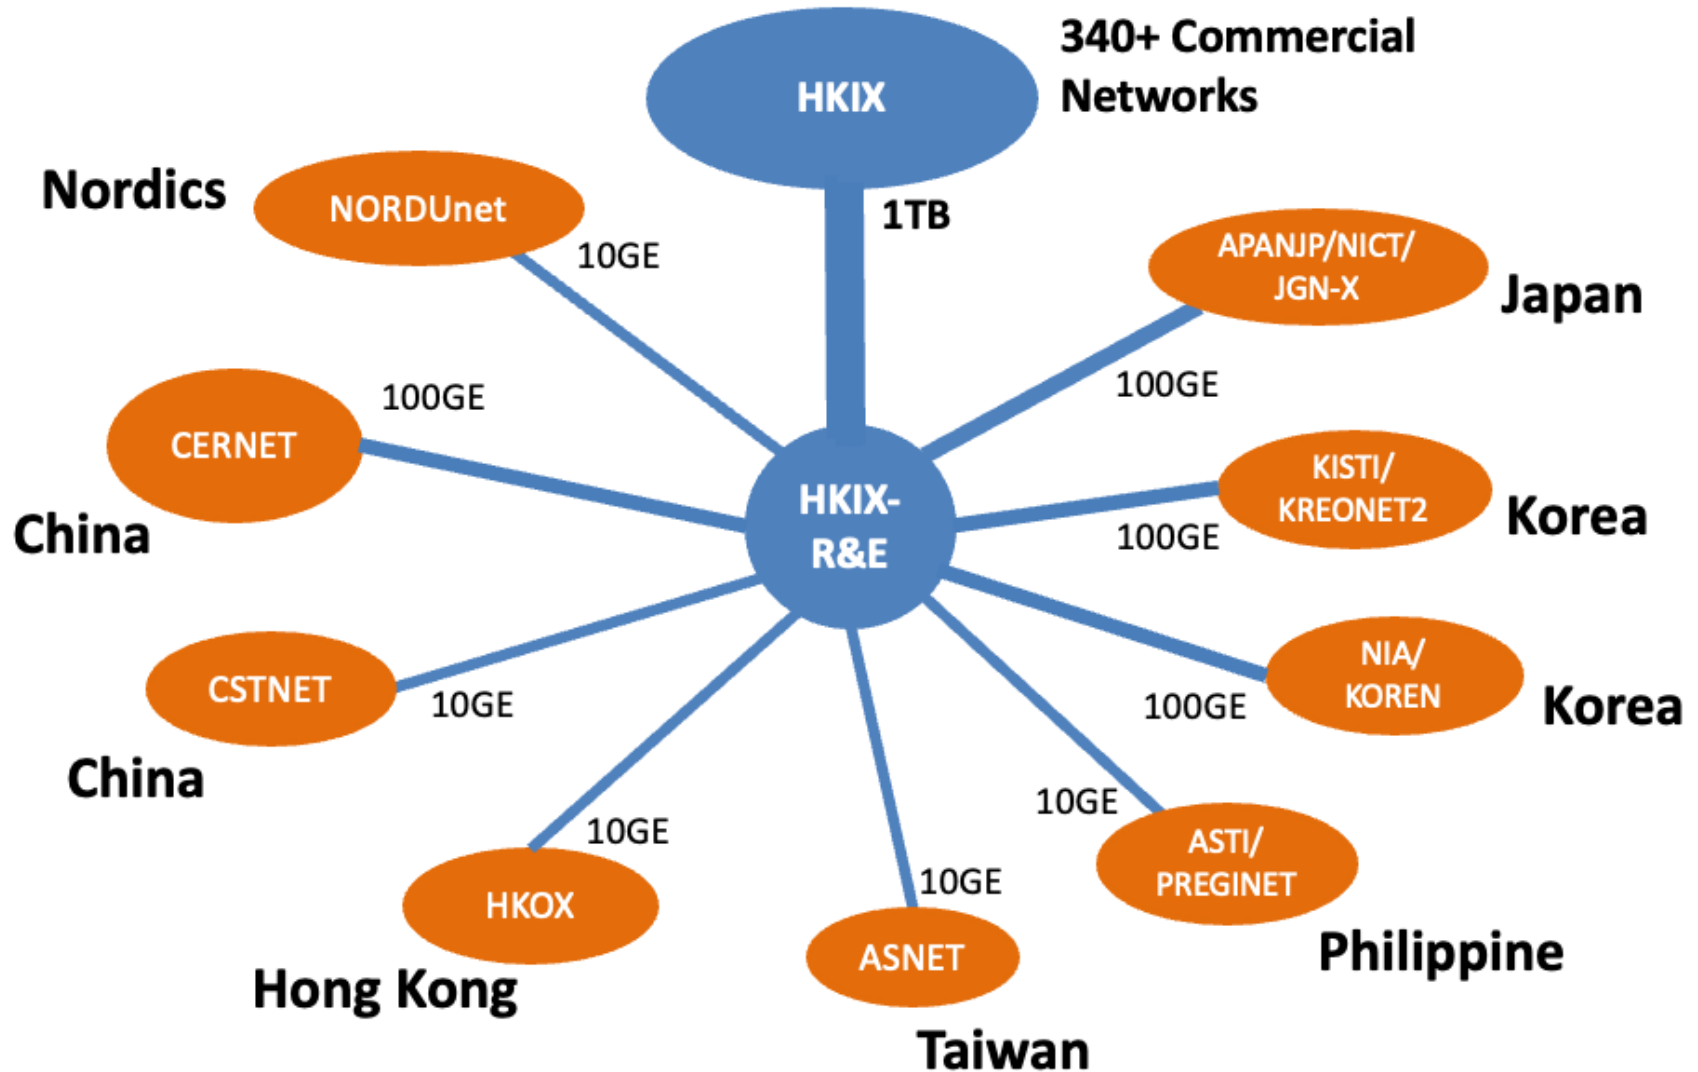 HKIX
340+ Commercial
Networks
1TB
Nordics
NORDUnet
10GE
APANJP/NICT/
JGN-X
Japan
100GE
CERNET
100GE
China
KISTI/
KREONET2
Korea
100GE
HKIX-
R&E
NIA/
KOREN
Korea
100GE
CSTNET
10GE
China
ASTI/
PREGINET
10GE
Philippine
HKOX
10GE
Hong Kong
ASNET
10GE
Taiwan